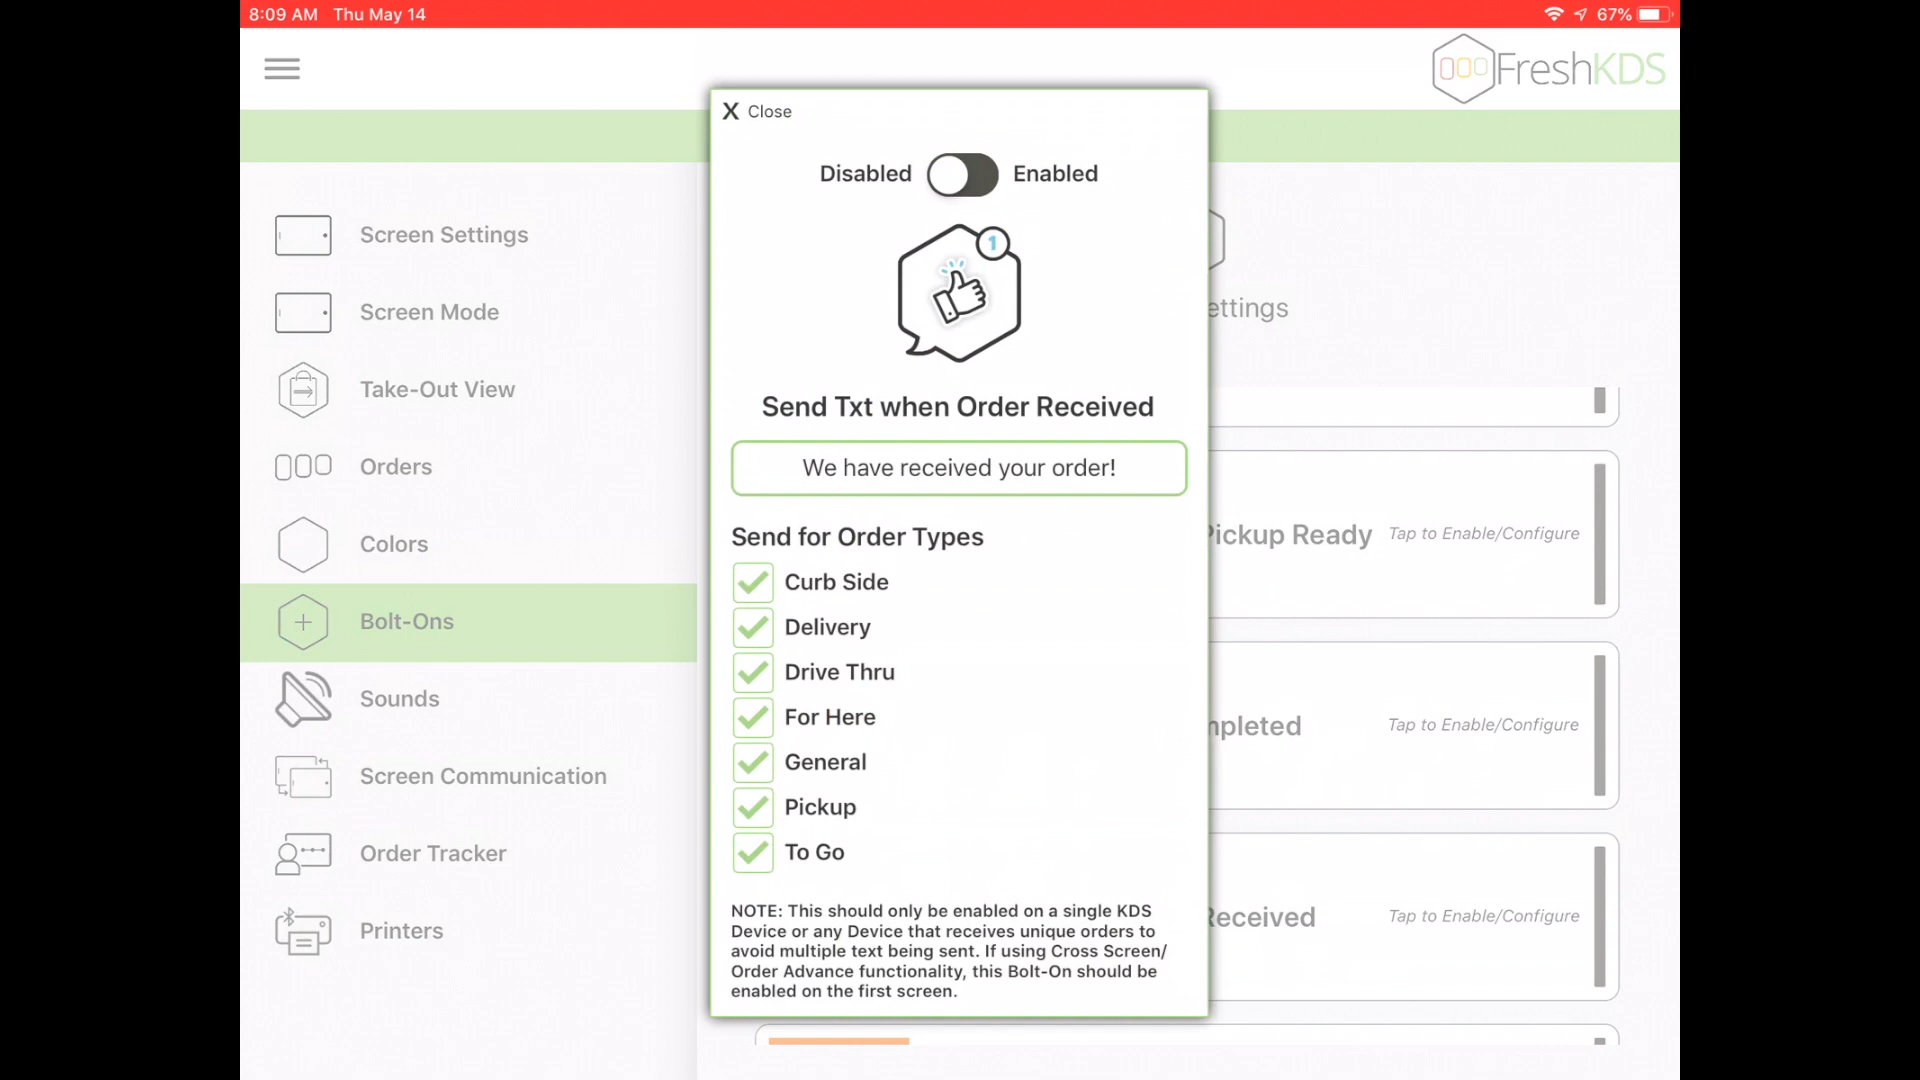 8:09 AM Thu May 14
67%
FreshKDS
X Close
Disabled Enabled
1
Send Txt when Order Received
We have received your order!
Send for Order Types
Curb Side
Delivery
Drive Thru
For Here
General
Pickup
To Go
NOTE: This should only be enabled on a single KDS
Device or any Device that receives unique orders to
avoid multiple text being sent. If using Cross Screen/
Order Advance functionality, this Bolt-On should be
enabled on the first screen.
Screen Settings
Screen Mode
Take-Out View
Orders
Colors
Bolt-Ons
Sounds
Screen Communication
Order Tracker
Printers
ettings
Pickup Ready Tap to Enable/Configure
mpleted Tap to Enable/Configure
Received Tap to Enable/Configure